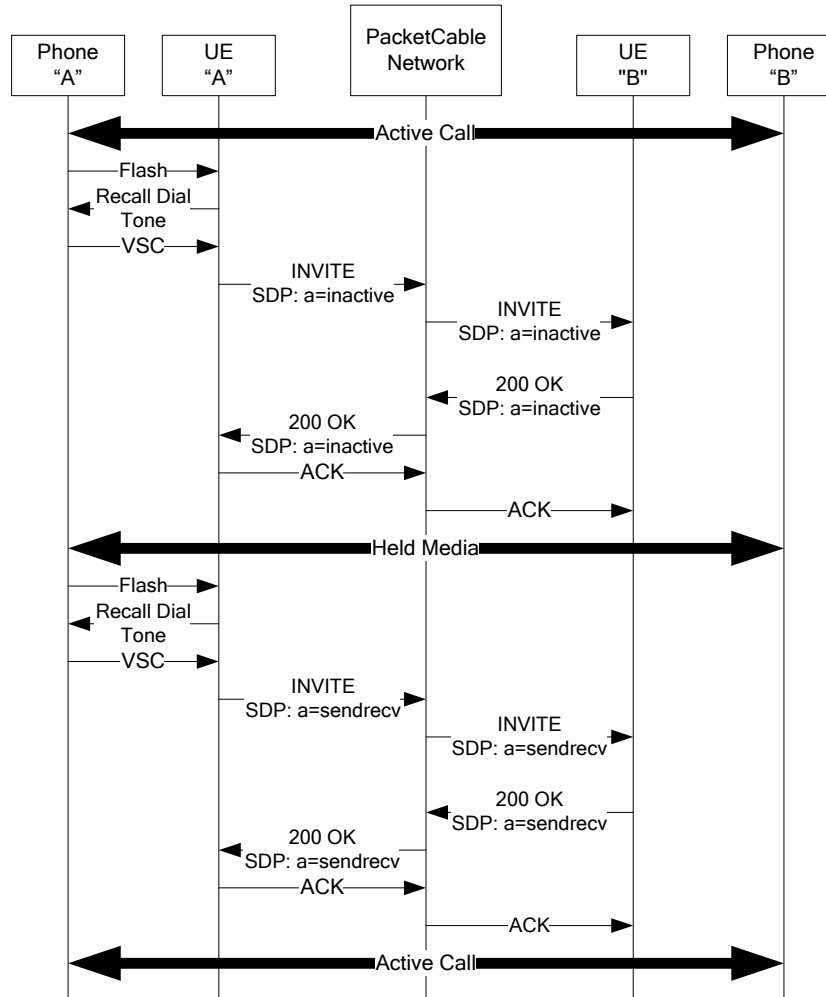 Phone
“A”
UE
“A”
PacketCable
Network
UE
"B"
Phone
“B”
Active Call
Flash
Recall Dial
Tone
VSC
INVITE
SDP: a=inactive
INVITE
SDP: a=inactive
200 OK
SDP: a=inactive
200 OK
SDP: a=inactive
ACK
ACK
Held Media
Flash
Recall Dial
Tone
VSC
INVITE
SDP: a=sendrecv
INVITE
SDP: a=sendrecv
200 OK
SDP: a=sendrecv
200 OK
SDP: a=sendrecv
ACK
ACK
Active Call